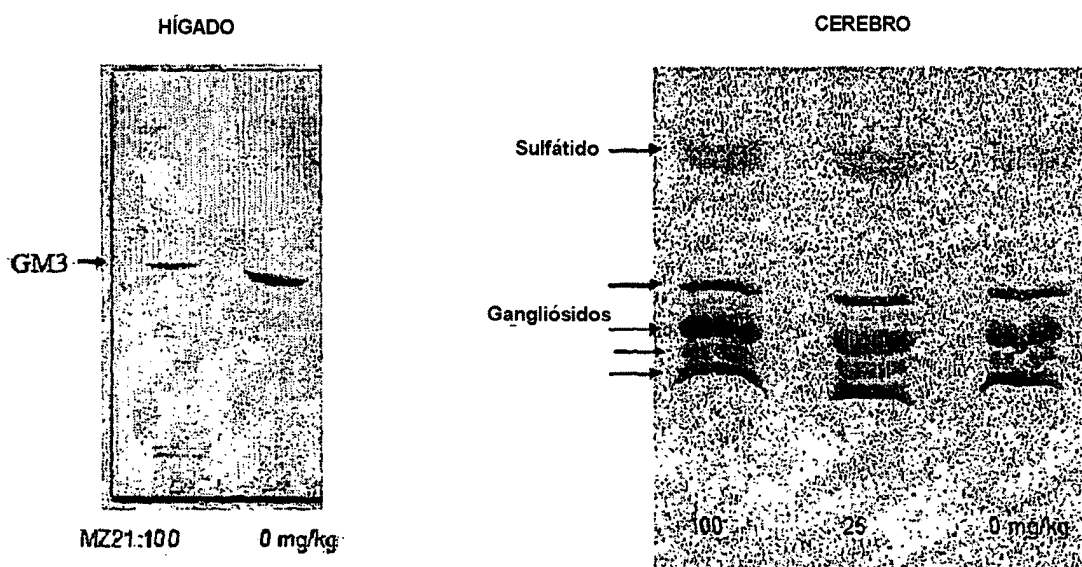 HÍGADO
CEREBRO
Sulfátido
GM3
Gangliósidos
MZ21:100 0 mg/kg
100 25 0 mg/kg